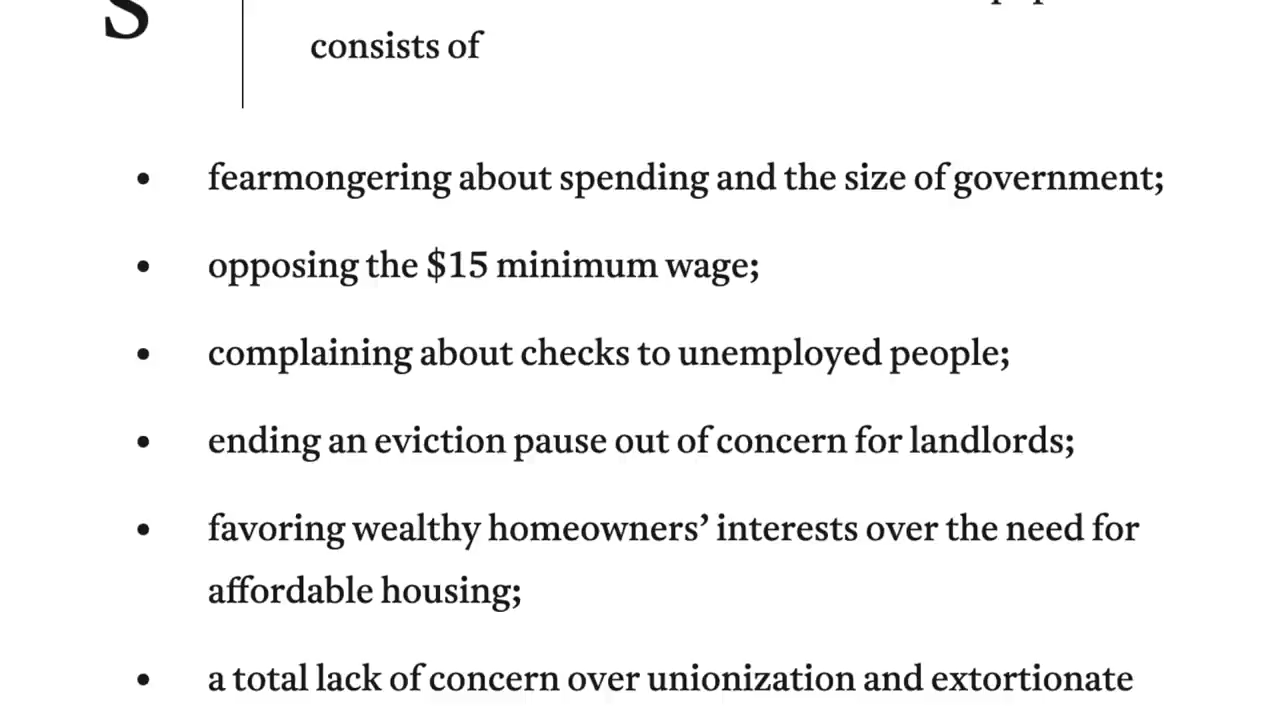 S
consists of
• fearmongering about spending and the size of government;
• opposing the $15 minimum wage;
• complaining about checks to unemployed people;
• ending an eviction pause out of concern for landlords;
• favoring wealthy homeowners’ interests over the need for
affordable housing;
• a total lack of concern over unionization and extortionate